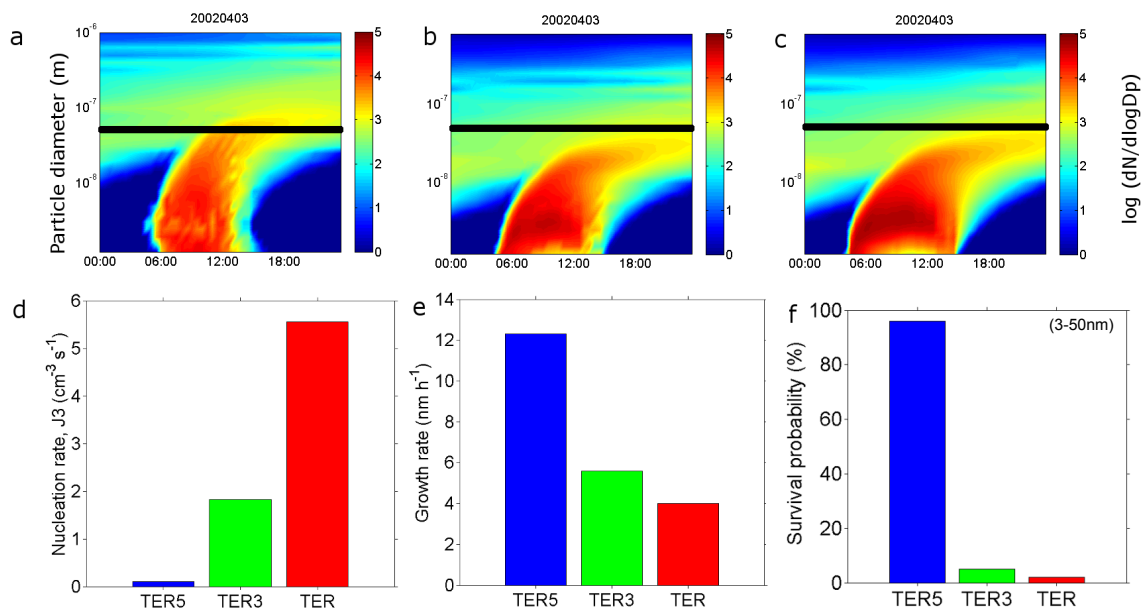 20020403
20020403
20020403
a
b
c
Particle diameter (m)
10⁻⁶
10⁻⁷
10⁻⁸
00:00 06:00 12:00 18:00
5
4
3
2
1
0
10⁻⁷
10⁻⁸
00:00 06:00 12:00 18:00
5
4
3
2
1
0
10⁻⁷
10⁻⁸
00:00 06:00 12:00 18:00
5
4
3
2
1
0
log (dN/dlogDp)
d
Nucleation rate, J3 (cm⁻³ s⁻¹)
6
5
4
3
2
1
0
TER5 TER3 TER
e
Growth rate (nm h⁻¹)
14
12
10
8
6
4
2
0
TER5 TER3 TER
f
(3-50nm)
Survival probability (%)
100
80
60
40
20
0
TER5 TER3 TER